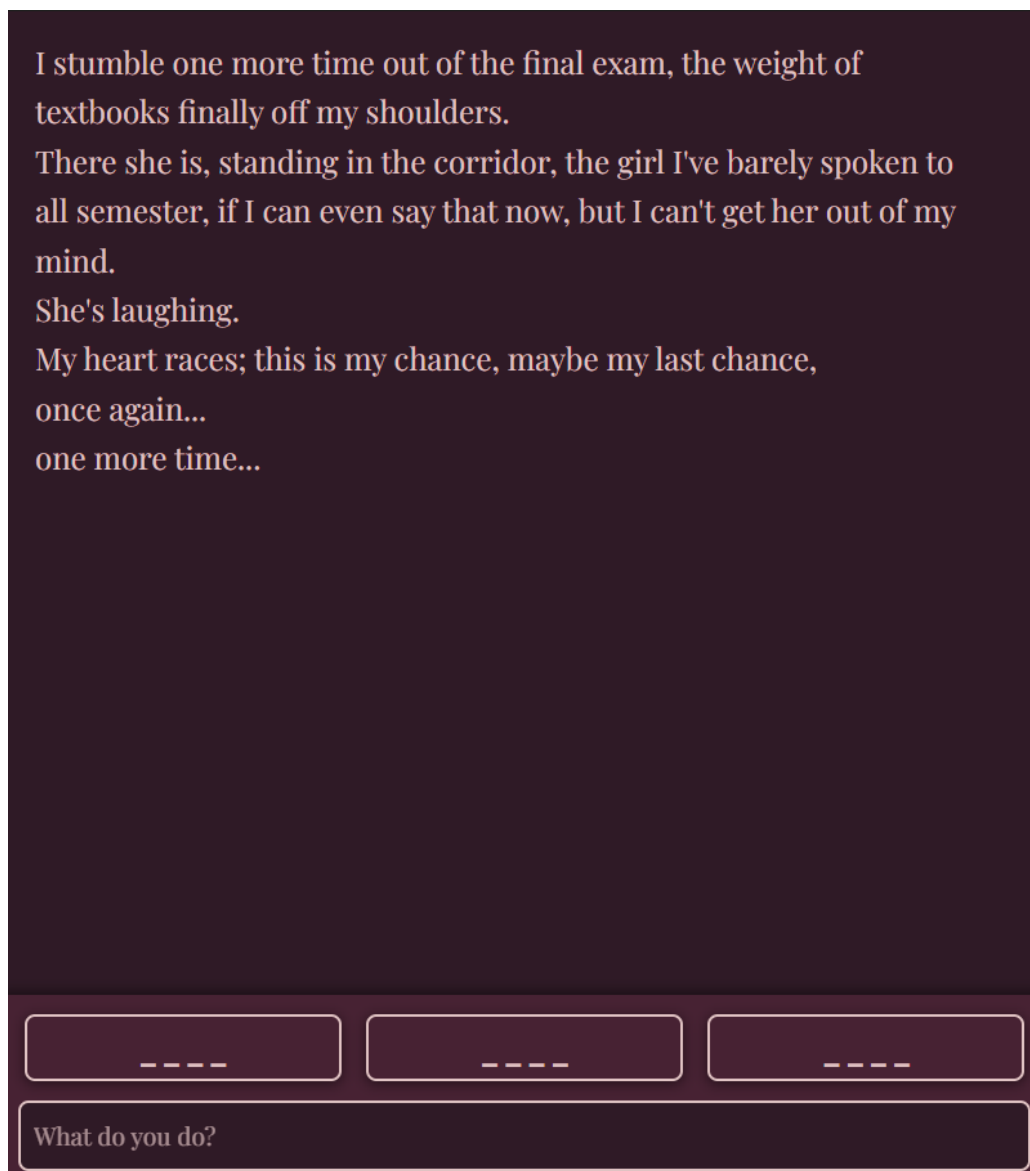 I stumble one more time out of the final exam, the weight of
textbooks finally off my shoulders.
There she is, standing in the corridor, the girl I've barely spoken to
all semester, if I can even say that now, but I can't get her out of my
mind.
She's laughing.
My heart races; this is my chance, maybe my last chance,
once again...
one more time...
_ _ _ _ _ _ _ _ _ _ _ _
What do you do?